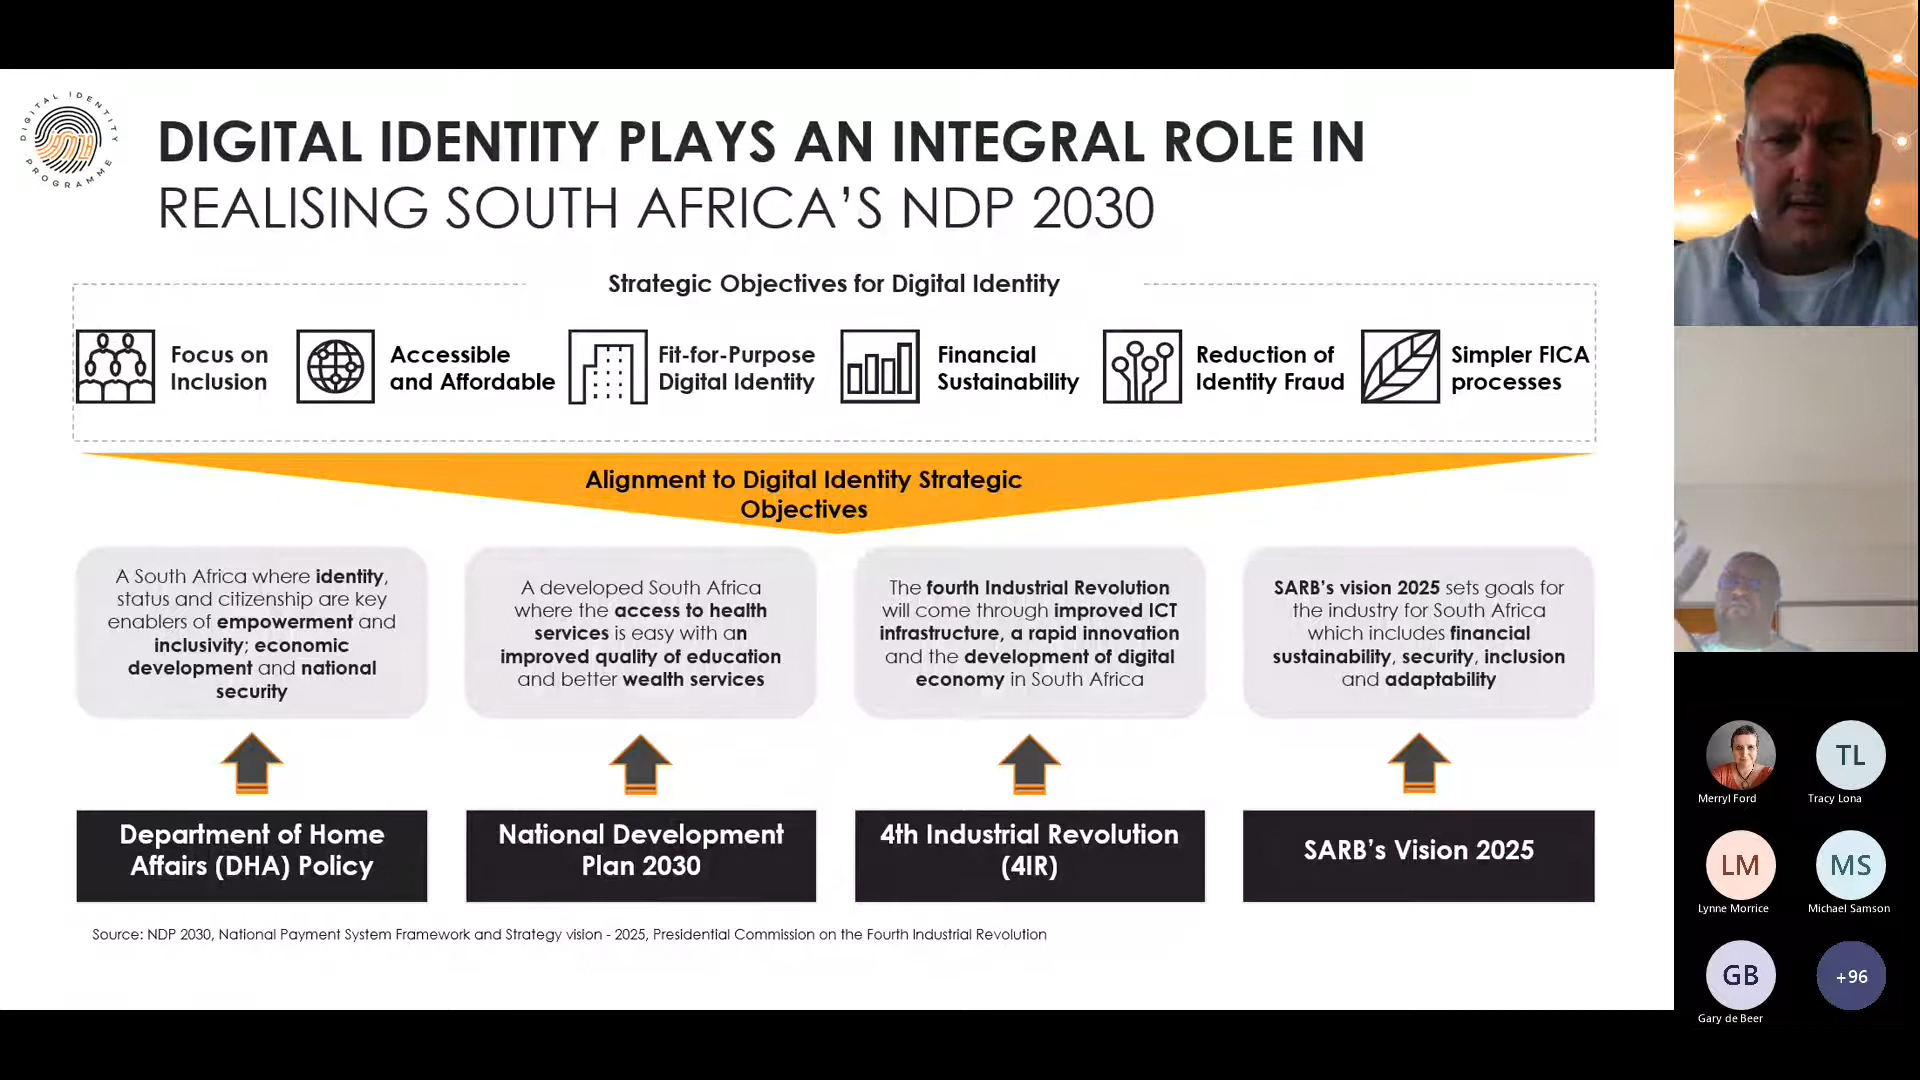 DIGITAL IDENTITY
PROGRAMME
DIGITAL IDENTITY PLAYS AN INTEGRAL ROLE IN
REALISING SOUTH AFRICA’S NDP 2030
Strategic Objectives for Digital Identity
Focus on
Inclusion
Accessible
and Affordable
Fit-for-Purpose
Digital Identity
Financial
Sustainability
Reduction of
Identity Fraud
Simpler FICA
processes
Alignment to Digital Identity Strategic
Objectives
A South Africa where identity,
status and citizenship are key
enablers of empowerment and
inclusivity; economic
development and national
security
A developed South Africa
where the access to health
services is easy with an
improved quality of education
and better wealth services
The fourth Industrial Revolution
will come through improved ICT
infrastructure, a rapid innovation
and the development of digital
economy in South Africa
SARB’s vision 2025 sets goals for
the industry for South Africa
which includes financial
sustainability, security, inclusion
and adaptability
Department of Home
Affairs (DHA) Policy
National Development
Plan 2030
4th Industrial Revolution
(4IR)
SARB’s Vision 2025
Source: NDP 2030, National Payment System Framework and Strategy vision - 2025, Presidential Commission on the Fourth Industrial Revolution
Merryl Ford
TL
Tracy Lona
LM
Lynne Morrice
MS
Michael Samson
GB
Gary de Beer
+96